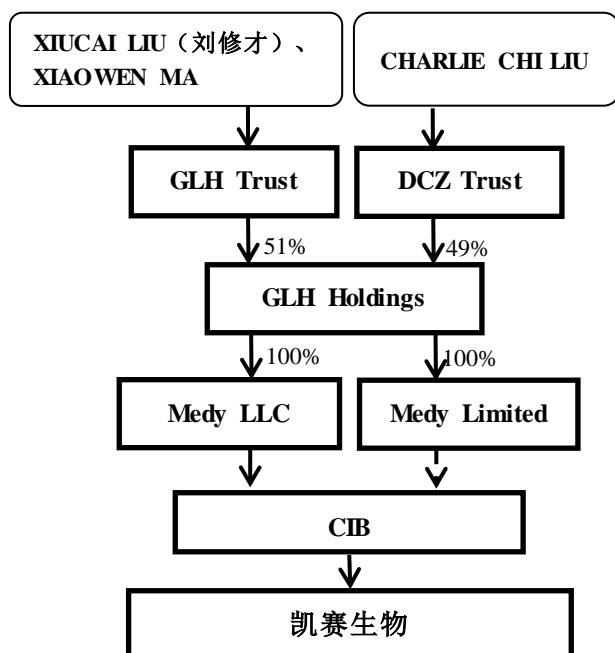 XIUCAI LIU（刘修才）、
XIAOWEN MA
CHARLIE CHI LIU
GLH Trust
DCZ Trust
51%
49%
GLH Holdings
100%
100%
Medy LLC
Medy Limited
CIB
凯赛生物